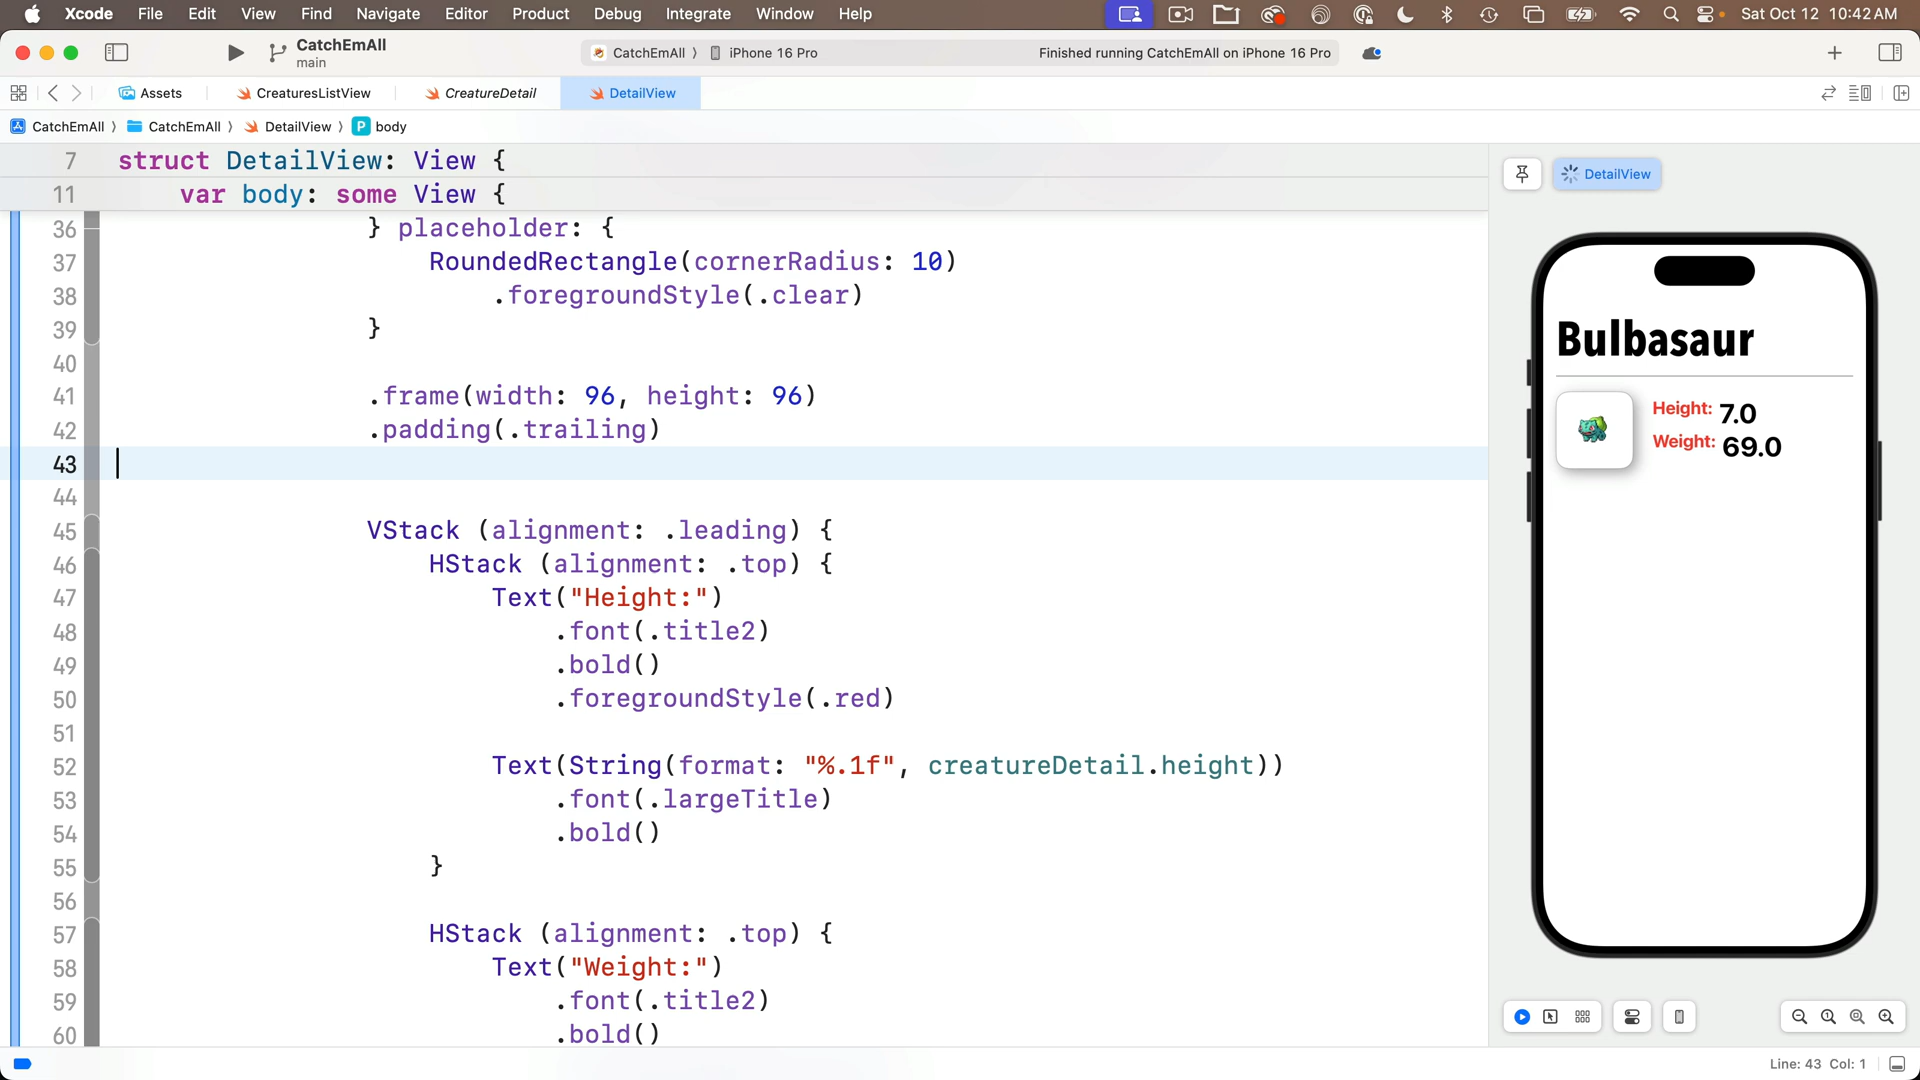 Xcode File Edit View Find Navigate Editor Product Debug Integrate Window Help Sat Oct 12 10:42 AM
CatchEmAll
main
CatchEmAll 〉 iPhone 16 Pro Finished running CatchEmAll on iPhone 16 Pro
Assets CreaturesListView CreatureDetail DetailView
CatchEmAll 〉 CatchEmAll 〉 DetailView 〉 P body
7 struct DetailView: View {
11 var body: some View {
36 } placeholder: {
37 RoundedRectangle(cornerRadius: 10)
38 .foregroundStyle(.clear)
39 }
40
41 .frame(width: 96, height: 96)
42 .padding(.trailing)
43
44
45 VStack (alignment: .leading) {
46 HStack (alignment: .top) {
47 Text("Height:")
48 .font(.title2)
49 .bold()
50 .foregroundStyle(.red)
51
52 Text(String(format: "%.1f", creatureDetail.height))
53 .font(.largeTitle)
54 .bold()
55 }
56
57 HStack (alignment: .top) {
58 Text("Weight:")
59 .font(.title2)
60 .bold()
DetailView
Bulbasaur
Height: 7.0
Weight: 69.0
Line: 43 Col: 1